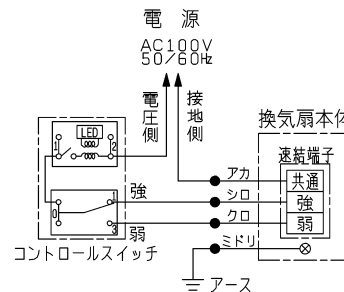 電 源
AC100V
50/60Hz
電圧側
接地側
換気扇本体
LED
1
2
速結端子
アカ
共通
シロ
強
クロ
弱
ミドリ
0
1
3
強
弱
コントロールスイッチ
アース